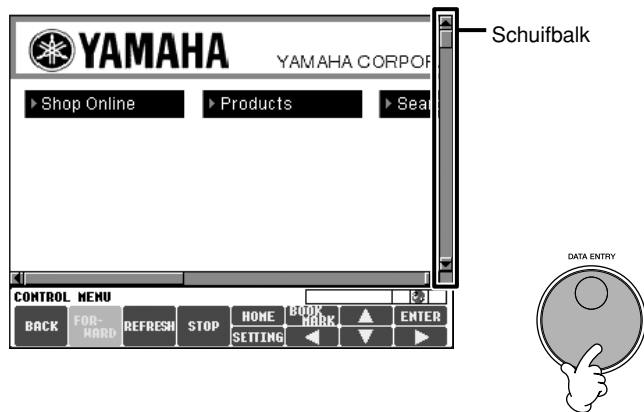 YAMAHA
YAMAHA CORPOR
Schuifbalk
Shop Online
Products
Sear
CONTROL MENU
BACK
FOR-
WARD
REFRESH
STOP
HOME
BOOK
MARK
ENTER
SETTING
DATA ENTRY